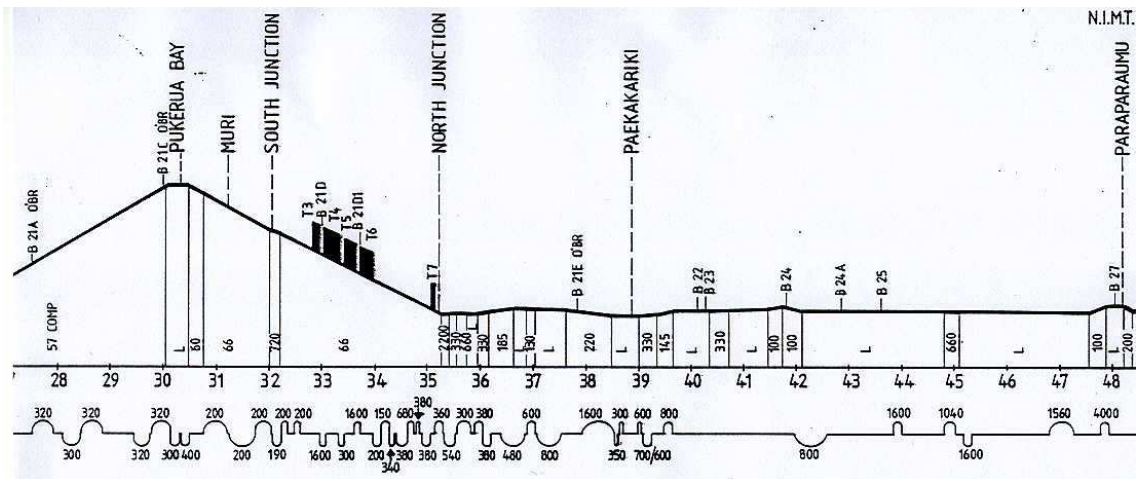 N.I.M.T.
B 21A O'BR
B 21C O'BR
PUKERUA BAY
MURI
SOUTH JUNCTION
T3
B 21D
T4
T5
B 21D1
T6
T7
NORTH JUNCTION
B 21E O'BR
PAEKAKARIKI
B 22
B 23
B 24
B 24A
B 25
B 27
PARAPARAUMU
57 COMP L 60 66 720 66 2200 330 660 L 330 185 L 130 L 220 L 330 145 L 330 L 100 100 L 660 L 100 L 200
28 29 30 31 32 33 34 35 36 37 38 39 40 41 42 43 44 45 46 47 48
380
320 320 320 200 200 200 200 1600 150 680 360 300 380 600 1600 300 600 800 1600 1040 1560 4000
300 320 300 400 200 190 1600 300 200 380 380 540 360 480 800 350 700/600 800 1600
340